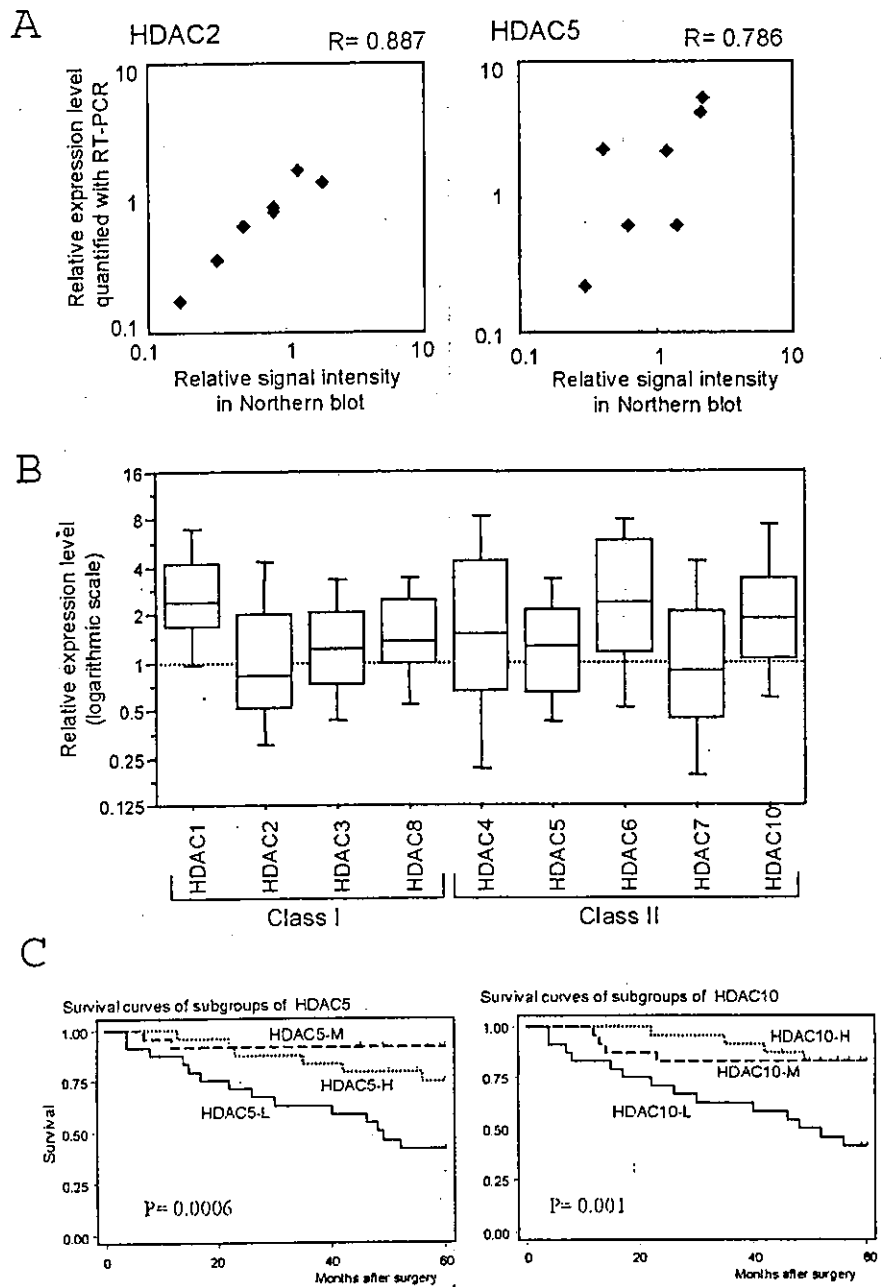 A
HDAC2
R= 0.887
HDAC5
R= 0.786
Relative expression level
quantified with RT-PCR
10
1
0.1
0.1
1
10
Relative signal intensity
in Northern blot
10
1
0.1
0.1
1
10
Relative signal intensity
in Northern blot
B
Relative expression level
(logarithmic scale)
16
8
4
2
1
0.5
0.25
0.125
HDAC1
HDAC2
HDAC3
HDAC8
HDAC4
HDAC5
HDAC6
HDAC7
HDAC10
Class I
Class II
C
Survival curves of subgroups of HDAC5
Survival
1.00
0.75
0.50
0.25
0.00
HDAC5-M
HDAC5-H
HDAC5-L
P= 0.0006
0
20
40
60
Months after surgery
Survival curves of subgroups of HDAC10
1.00
0.75
0.50
0.25
0.00
HDAC10-H
HDAC10-M
HDAC10-L
P= 0.001
0
20
40
60
Months after surgery